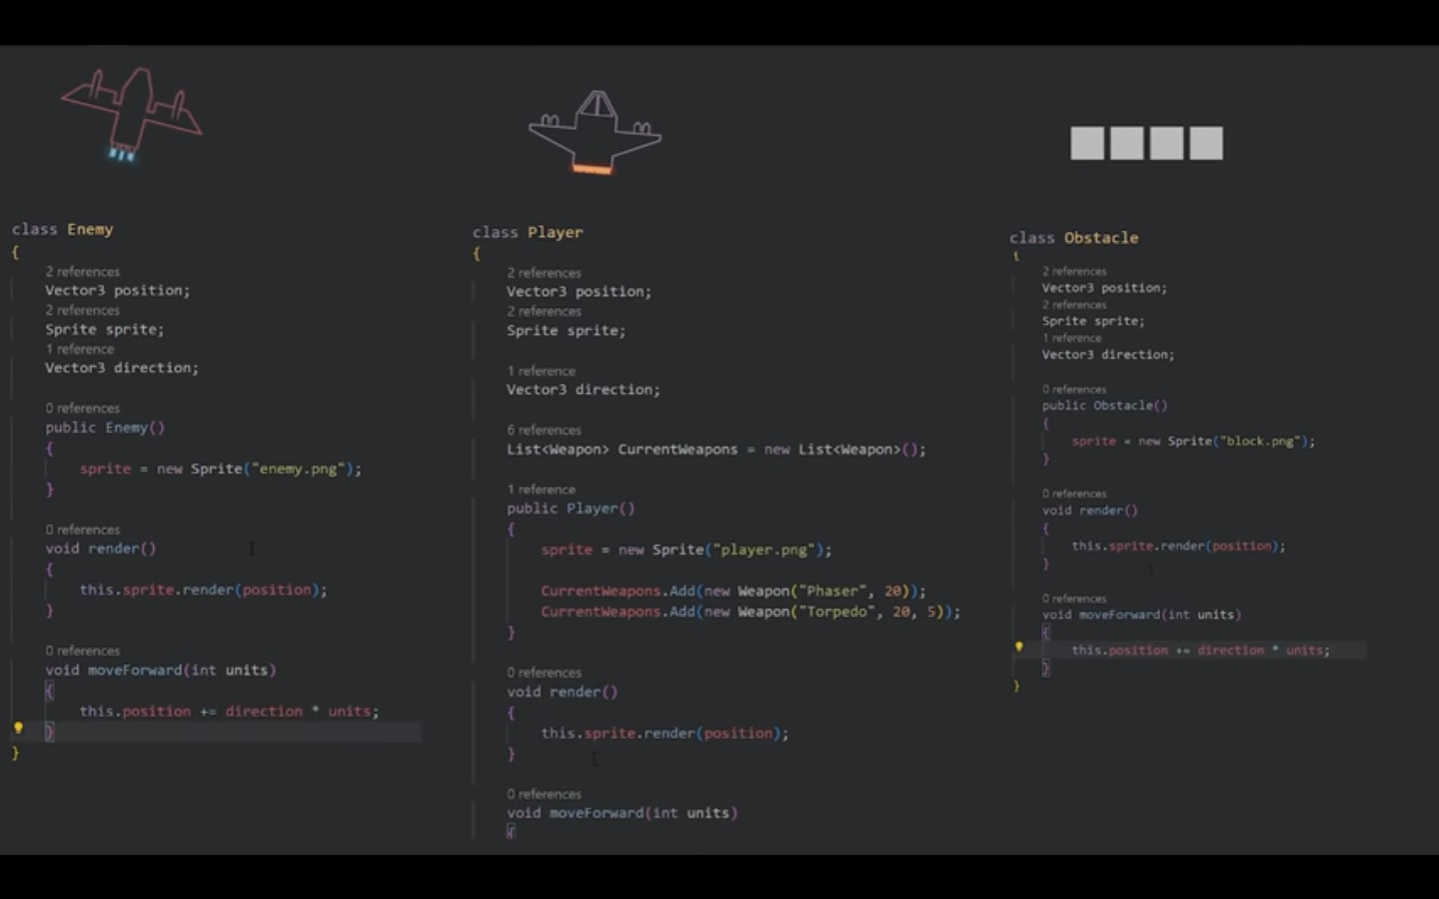 class Enemy
{
2 references
Vector3 position;
2 references
Sprite sprite;
1 reference
Vector3 direction;
0 references
public Enemy()
{
sprite = new Sprite("enemy.png");
}
0 references
void render()
{
this.sprite.render(position);
}
0 references
void moveForward(int units)
{
this.position += direction * units;
}
}
class Player
{
2 references
Vector3 position;
2 references
Sprite sprite;
1 reference
Vector3 direction;
6 references
List<Weapon> CurrentWeapons = new List<Weapon>();
1 reference
public Player()
{
sprite = new Sprite("player.png");
CurrentWeapons.Add(new Weapon("Phaser", 20));
CurrentWeapons.Add(new Weapon("Torpedo", 20, 5));
}
0 references
void render()
{
this.sprite.render(position);
}
0 references
void moveForward(int units)
{
class Obstacle
{
2 references
Vector3 position;
2 references
Sprite sprite;
1 reference
Vector3 direction;
0 references
public Obstacle()
{
sprite = new Sprite("block.png");
}
0 references
void render()
{
this.sprite.render(position);
}
0 references
void moveForward(int units)
{
this.position += direction * units;
}
}